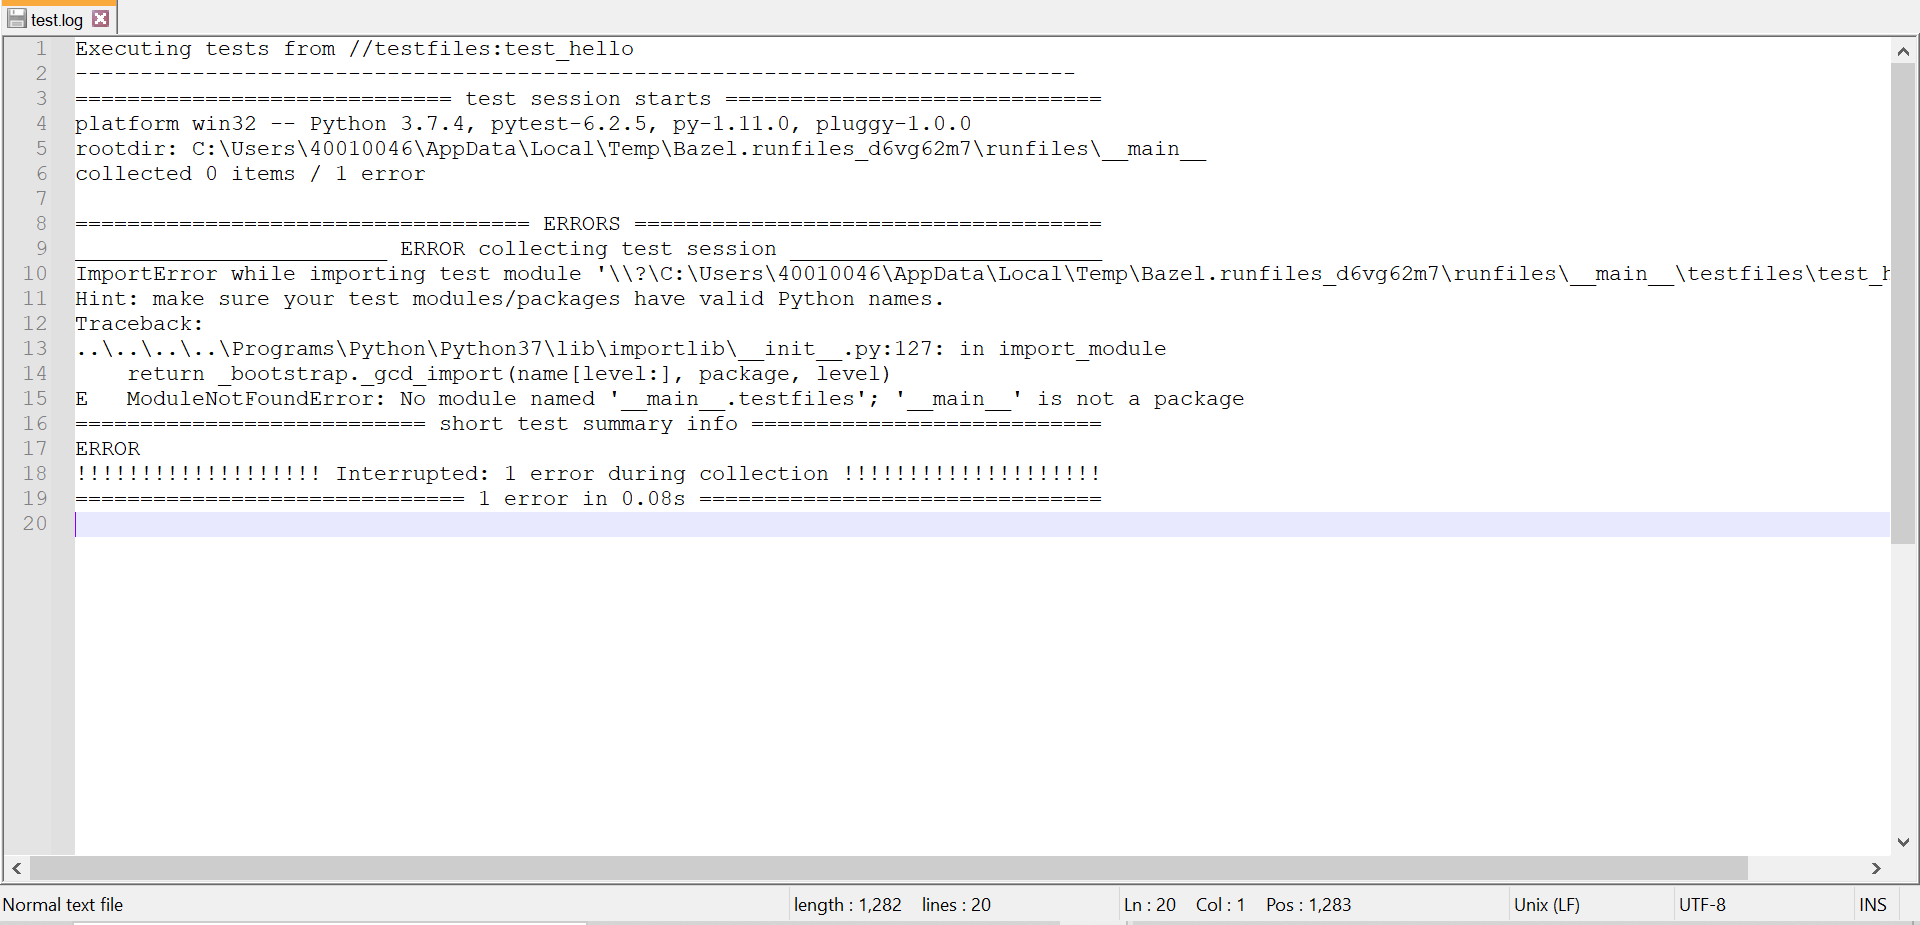 test.log
1 Executing tests from //testfiles:test_hello
2 -----------------------------------------------------------------------------
3 ============================= test session starts =============================
4 platform win32 -- Python 3.7.4, pytest-6.2.5, py-1.11.0, pluggy-1.0.0
5 rootdir: C:\Users\40010046\AppData\Local\Temp\Bazel.runfiles_d6vg62m7\runfiles\__main__
6 collected 0 items / 1 error
7
8 =================================== ERRORS ====================================
9 ________________________ ERROR collecting test session ________________________
10 ImportError while importing test module '\\?\C:\Users\40010046\AppData\Local\Temp\Bazel.runfiles_d6vg62m7\runfiles\__main__\testfiles\test_h
11 Hint: make sure your test modules/packages have valid Python names.
12 Traceback:
13 ..\..\..\..\Programs\Python\Python37\lib\importlib\__init__.py:127: in import_module
14     return _bootstrap._gcd_import(name[level:], package, level)
15 E   ModuleNotFoundError: No module named '__main__.testfiles'; '__main__' is not a package
16 =========================== short test summary info ===========================
17 ERROR
18 !!!!!!!!!!!!!!!!!!! Interrupted: 1 error during collection !!!!!!!!!!!!!!!!!!!!
19 ============================== 1 error in 0.08s ===============================
20
Normal text file length : 1,282 lines : 20 Ln : 20 Col : 1 Pos : 1,283 Unix (LF) UTF-8 INS